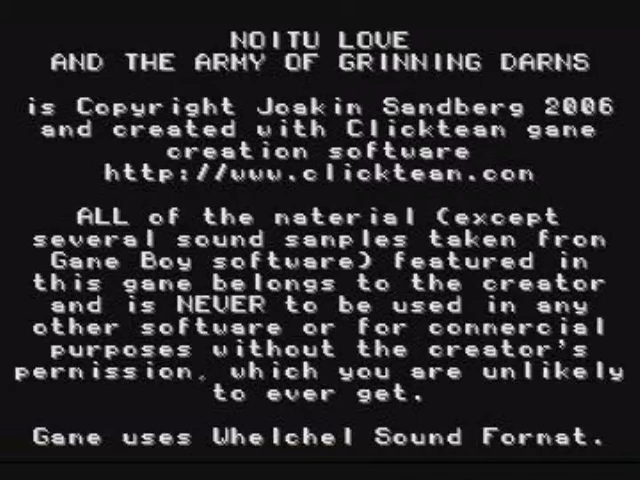 NOITU LOVE
AND THE ARMY OF GRINNING DARNS
is Copyright Joakim Sandberg 2006
and created with Clickteam game
creation software
http://www.clickteam.com
ALL of the material (except
several sound samples taken from
Game Boy software) featured in
this game belongs to the creator
and is NEVER to be used in any
other software or for commercial
purposes without the creator's
permission, which you are unlikely
to ever get.
Game uses Whelchel Sound Format.